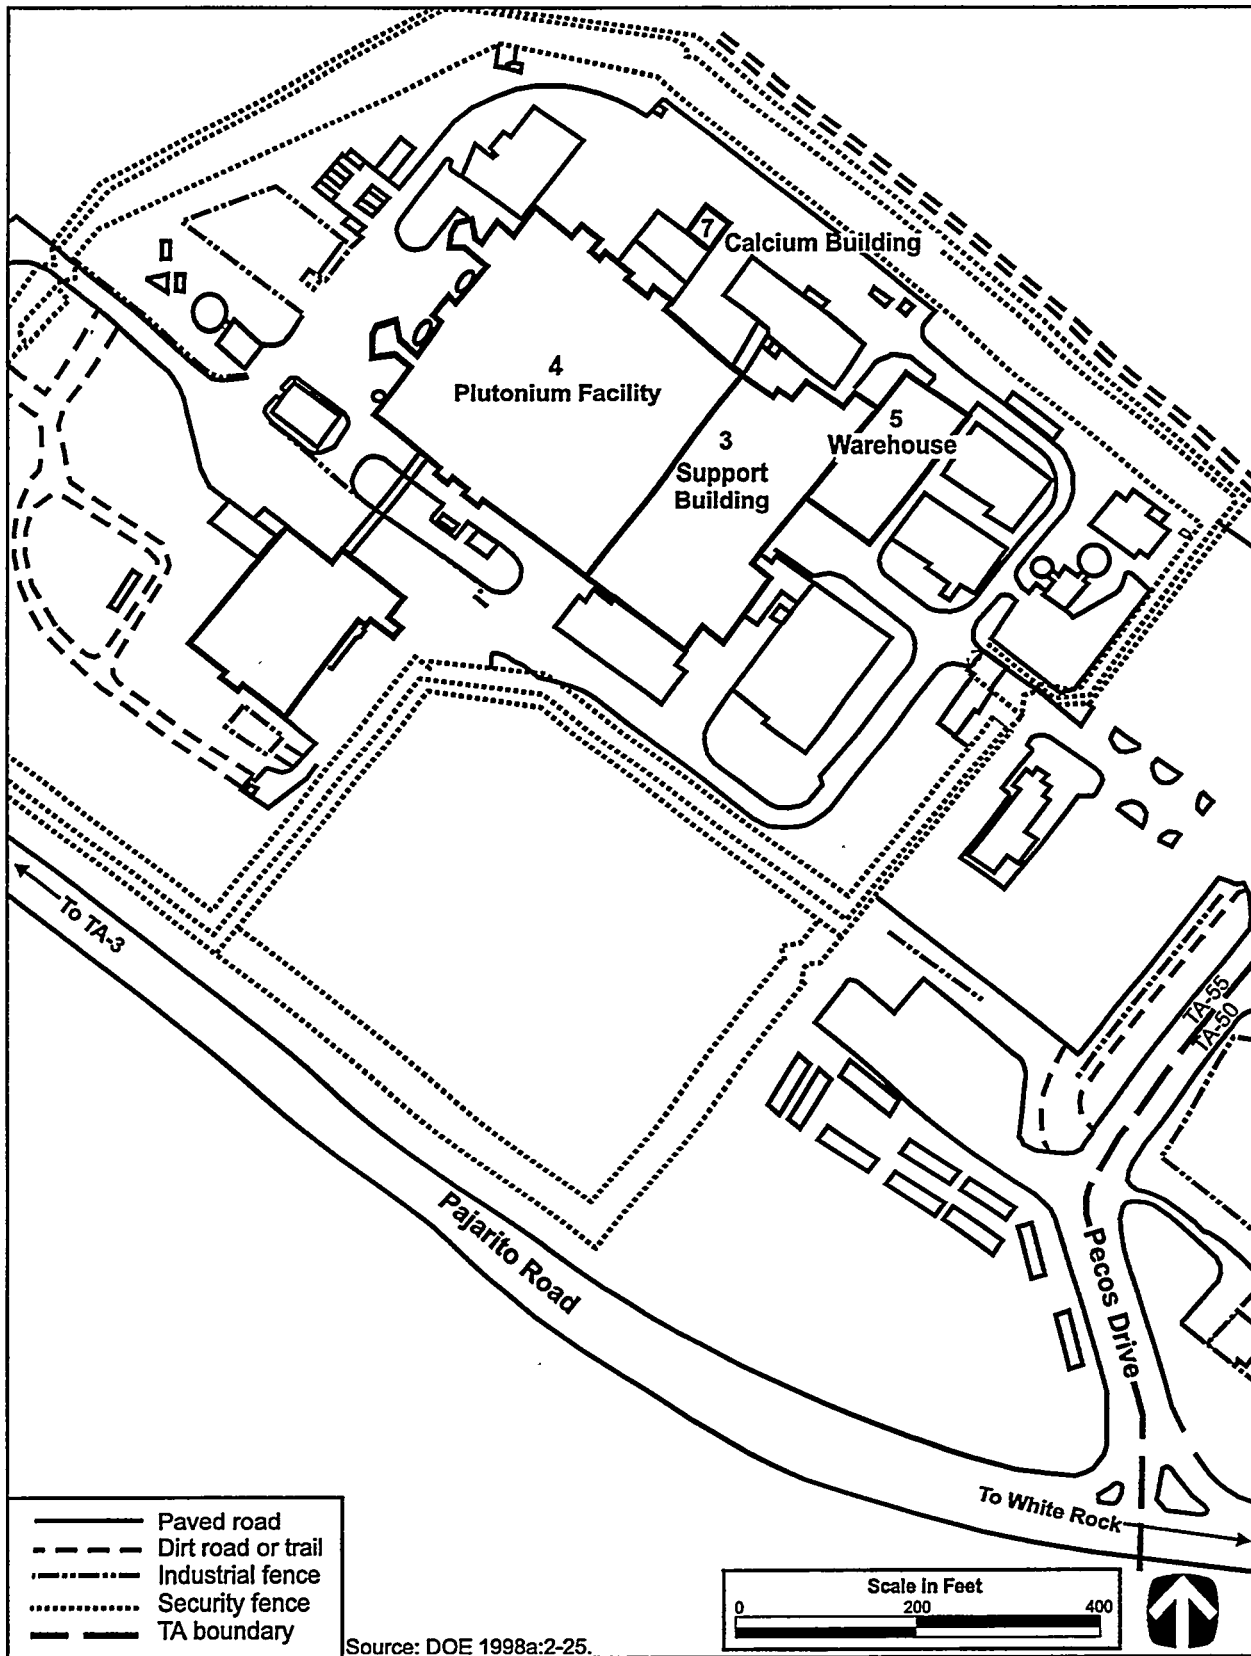 7
Calcium Building
4
Plutonium Facility
5
Warehouse
3
Support
Building
To TA-3
TA-55
TA-50
Pajarito Road
Pecos Drive
To White Rock
Paved road
Dirt road or trail
Industrial fence
Security fence
TA boundary
Scale in Feet
0 200 400
Source: DOE 1998a:2-25.